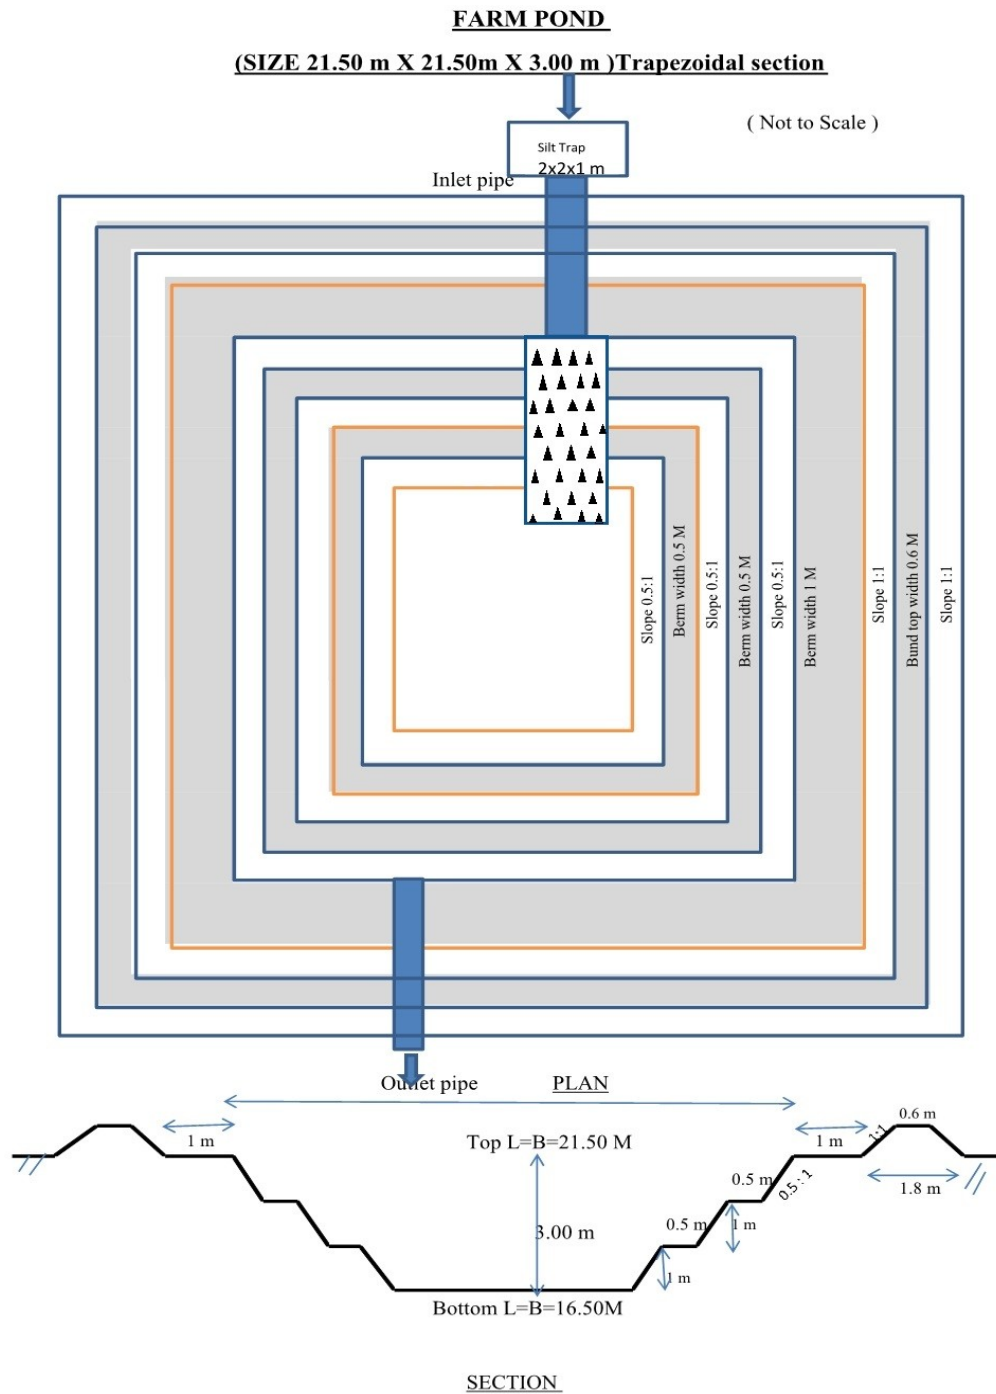 FARM POND
(SIZE 21.50 m X 21.50m X 3.00 m )Trapezoidal section
( Not to Scale )
Silt Trap
2x2x1 m
Inlet pipe
Slope 0.5:1
Berm width 0.5 M
Slope 0.5:1
Berm width 0.5 M
Slope 0.5:1
Berm width 1 M
Slope 1:1
Bund top width 0.6 M
Slope 1:1
Outlet pipe
PLAN
0.6 m
1 m
Top L=B=21.50 M
1 m
1:1
0.5 m
0.5 : 1
1.8 m
0.5 m
1 m
3.00 m
1 m
Bottom L=B=16.50M
SECTION